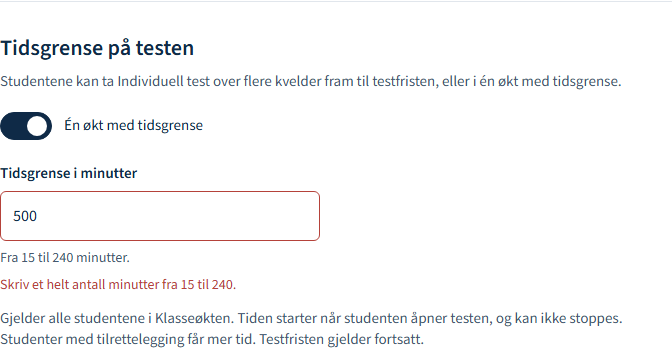 Tidsgrense på testen
Studentene kan ta Individuell test over flere kvelder fram til testfristen, eller i én økt med tidsgrense.
Én økt med tidsgrense
Tidsgrense i minutter
500
Fra 15 til 240 minutter.
Skriv et helt antall minutter fra 15 til 240.
Gjelder alle studentene i Klasseøkten. Tiden starter når studenten åpner testen, og kan ikke stoppes.
Studenter med tilrettelegging får mer tid. Testfristen gjelder fortsatt.